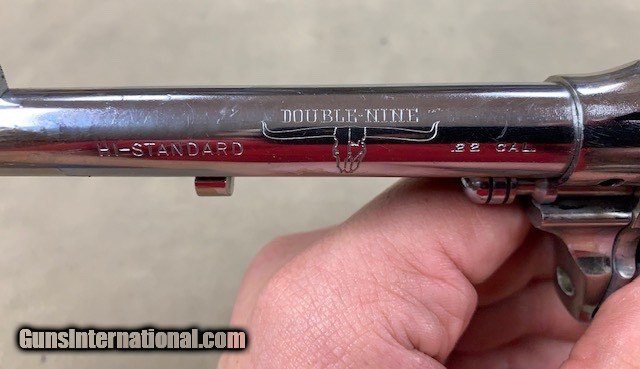 DOUBLE-NINE
HI-STANDARD
.22 CAL.
GunsInternational.com